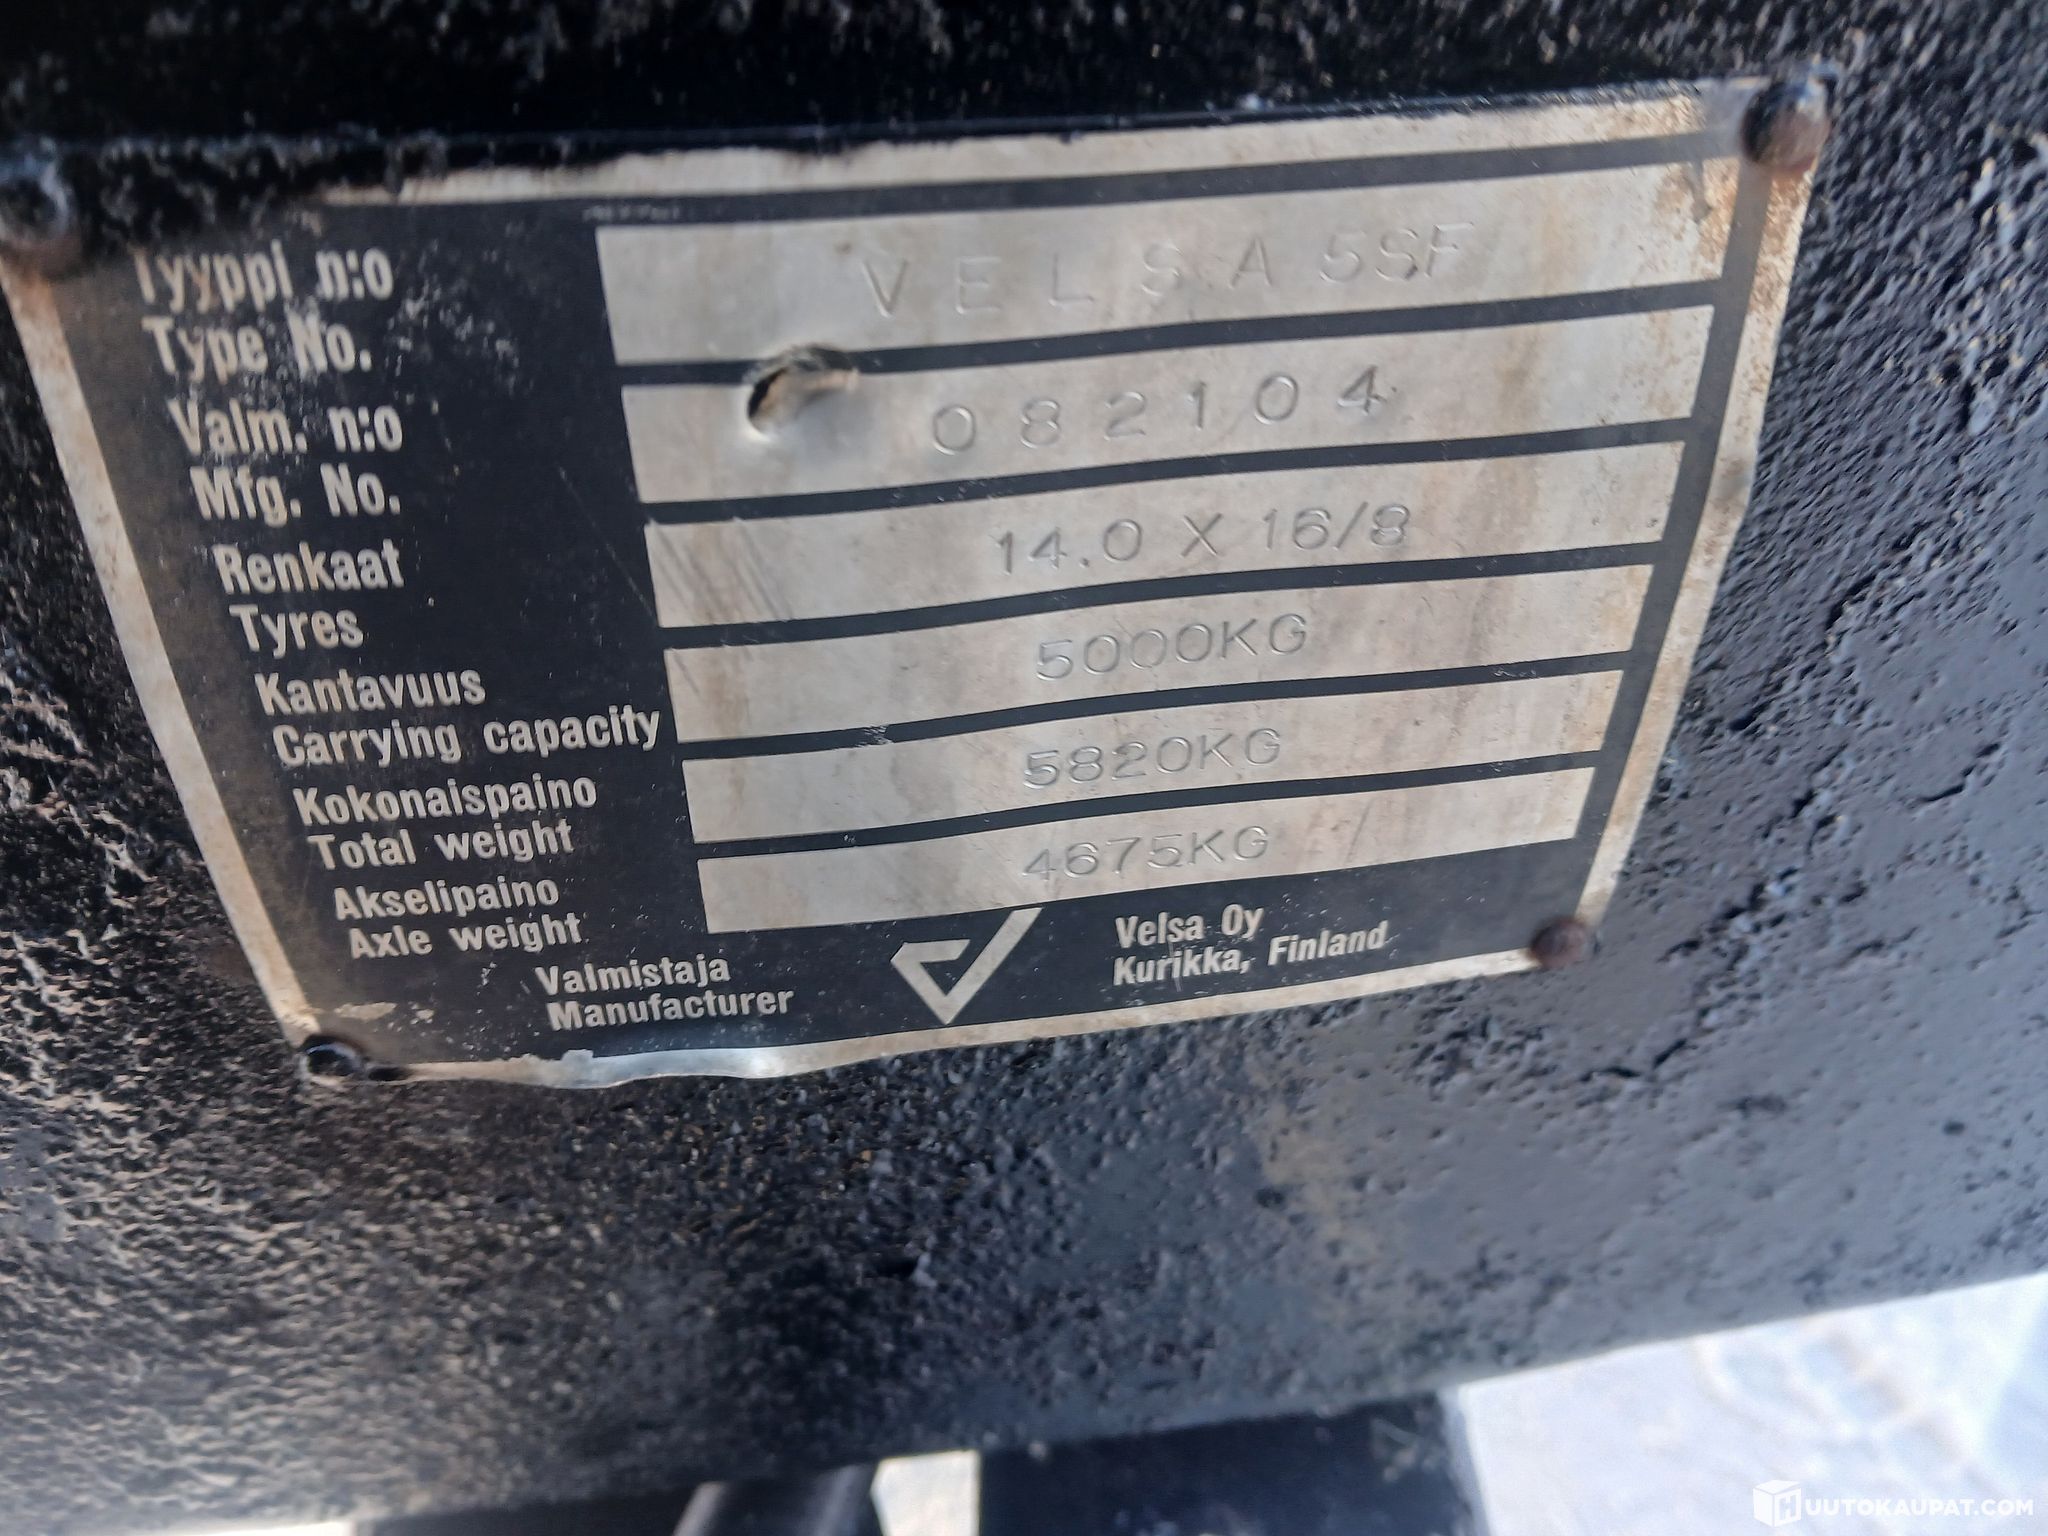 Tyyppi n:o
Type No.
VELSA 5SF
Valm. n:o
Mfg. No.
082104
Renkaat
Tyres
14.0 X 16/8
Kantavuus
Carrying capacity
5000KG
Kokonaispaino
Total weight
5820KG
Akselipaino
Axle weight
4675KG
Valmistaja
Manufacturer
Velsa Oy
Kurikka, Finland
HUUTOKAUPAT.COM